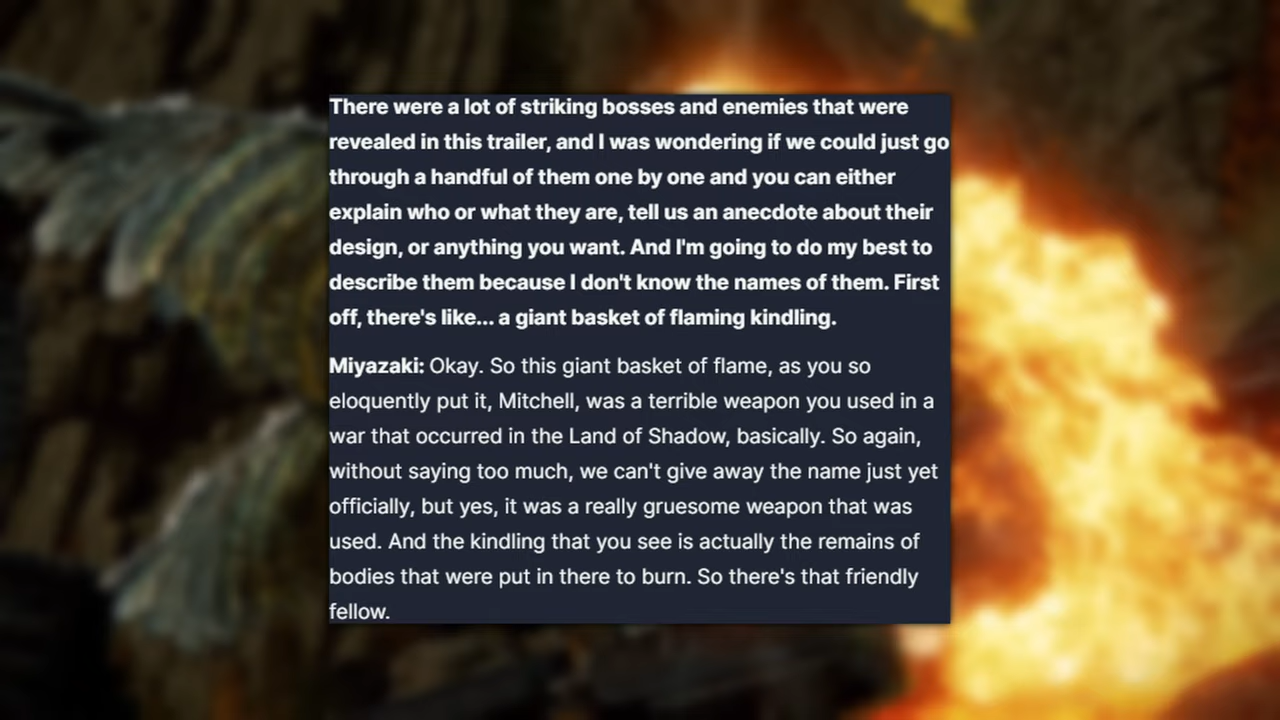 There were a lot of striking bosses and enemies that were
revealed in this trailer, and I was wondering if we could just go
through a handful of them one by one and you can either
explain who or what they are, tell us an anecdote about their
design, or anything you want. And I'm going to do my best to
describe them because I don't know the names of them. First
off, there's like... a giant basket of flaming kindling.
Miyazaki: Okay. So this giant basket of flame, as you so
eloquently put it, Mitchell, was a terrible weapon you used in a
war that occurred in the Land of Shadow, basically. So again,
without saying too much, we can't give away the name just yet
officially, but yes, it was a really gruesome weapon that was
used. And the kindling that you see is actually the remains of
bodies that were put in there to burn. So there's that friendly
fellow.